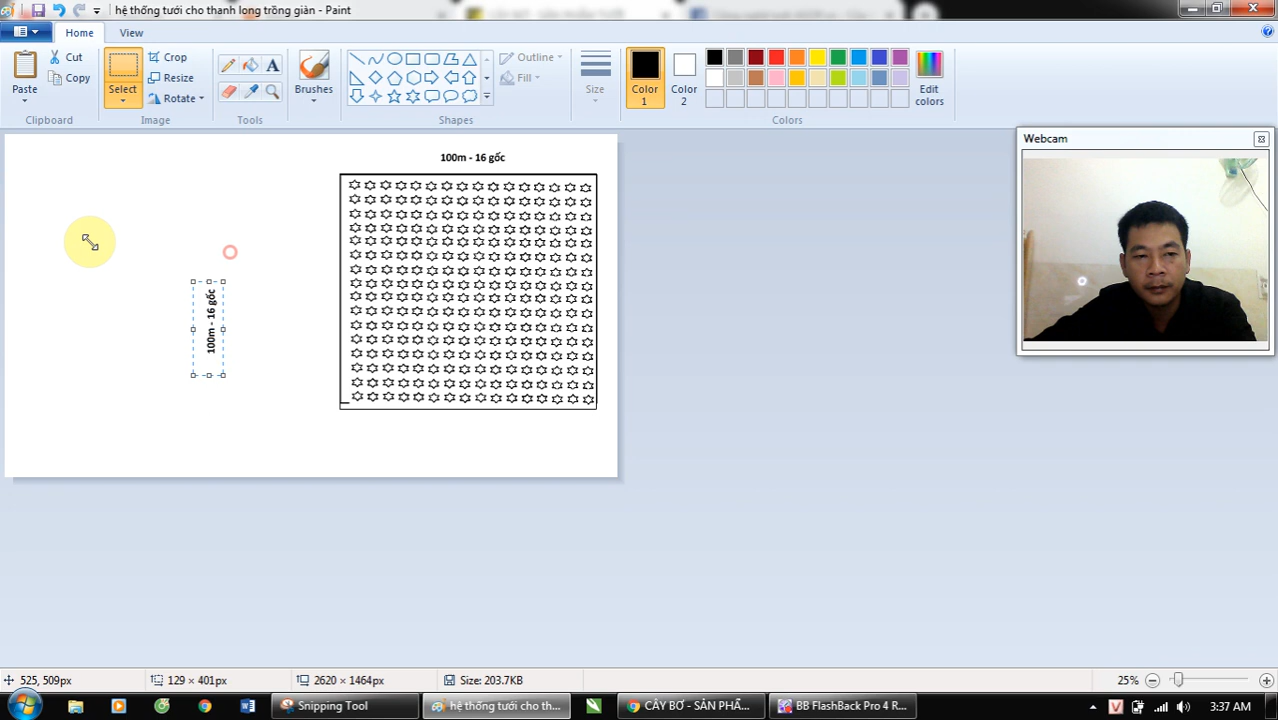 hệ thống tưới cho thanh long trồng giàn - Paint
Home
View
Paste
Cut
Copy
Clipboard
Select
Crop
Resize
Rotate
Image
A
Tools
Brushes
Outline
Fill
Shapes
Size
Color 1
Color 2
Edit colors
Colors
100m - 16 gốc
100m - 16 gốc
Webcam
525, 509px
129 × 401px
2620 × 1464px
Size: 203.7KB
25%
Snipping Tool
hệ thống tưới cho th...
CÂY BƠ - SẢN PHẨ...
BB FlashBack Pro 4 R...
V
3:37 AM